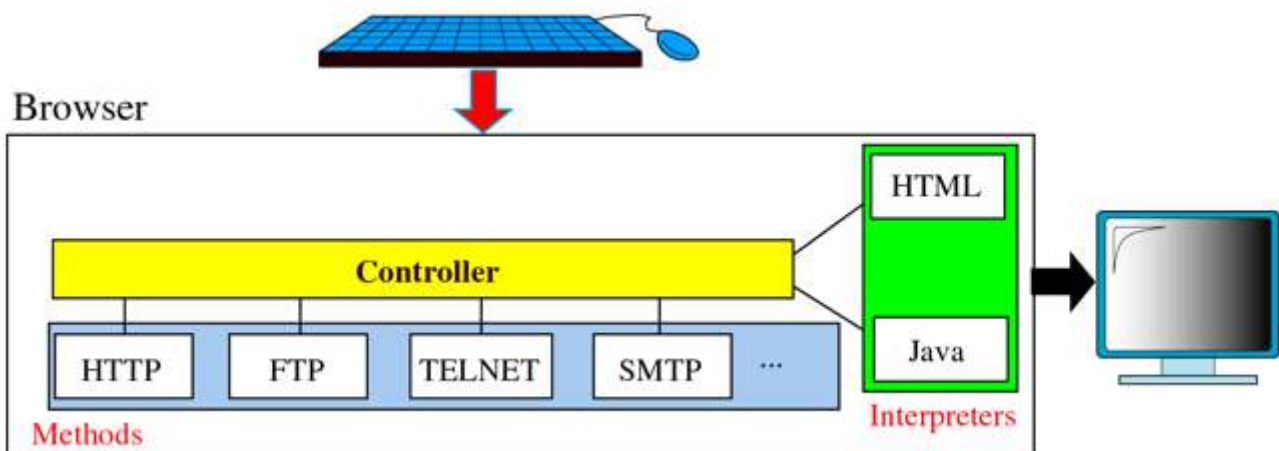 Browser
HTML
Controller
HTTP
FTP
TELNET
SMTP
...
Java
Methods
Interpreters